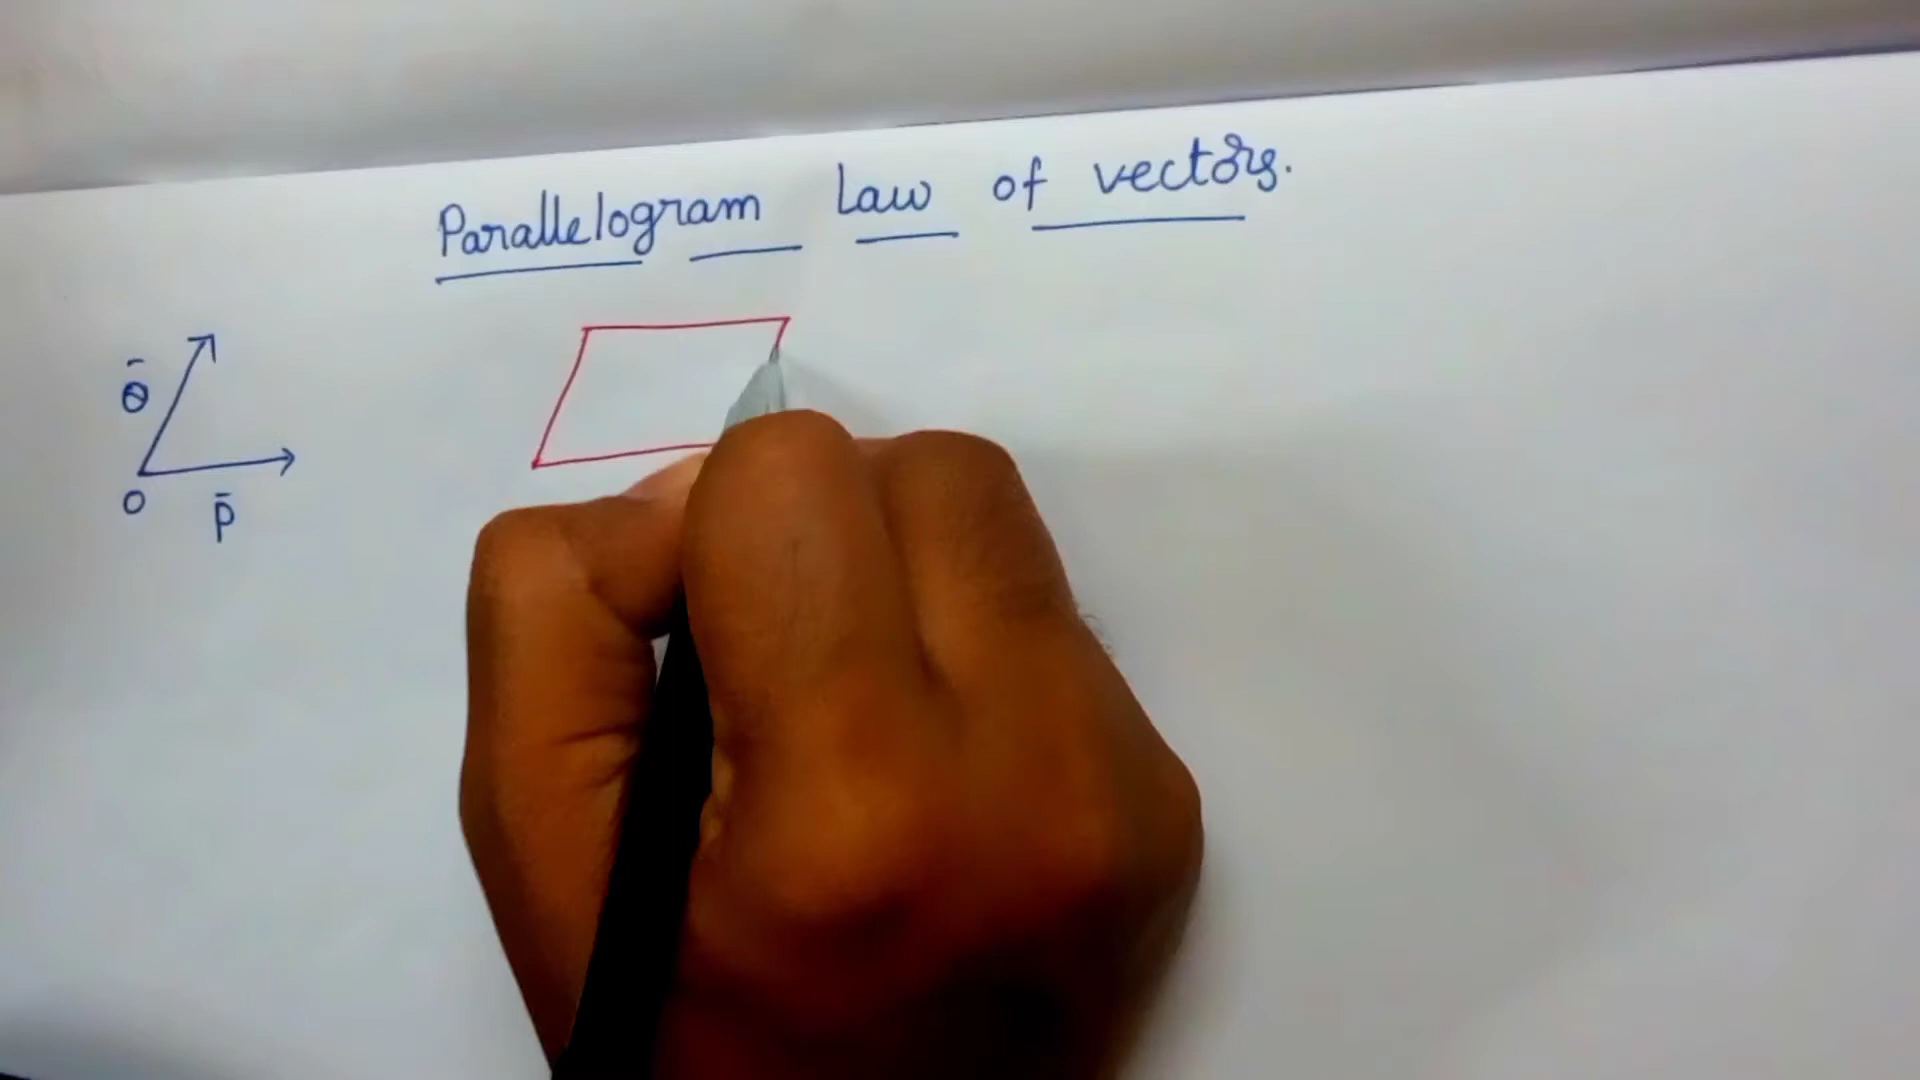 Parallelogram Law of vectors.
Q̄
O
P̄